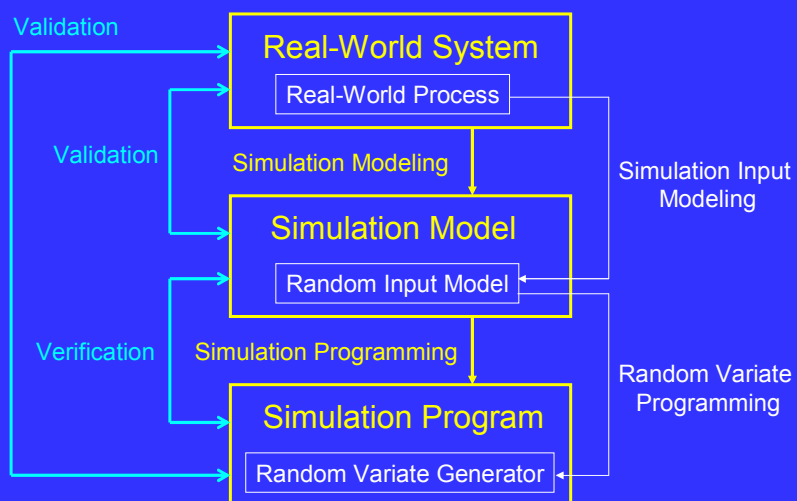 Validation
Real-World System
Real-World Process
Validation
Simulation Modeling
Simulation Input
Modeling
Simulation Model
Random Input Model
Verification
Simulation Programming
Random Variate
Programming
Simulation Program
Random Variate Generator